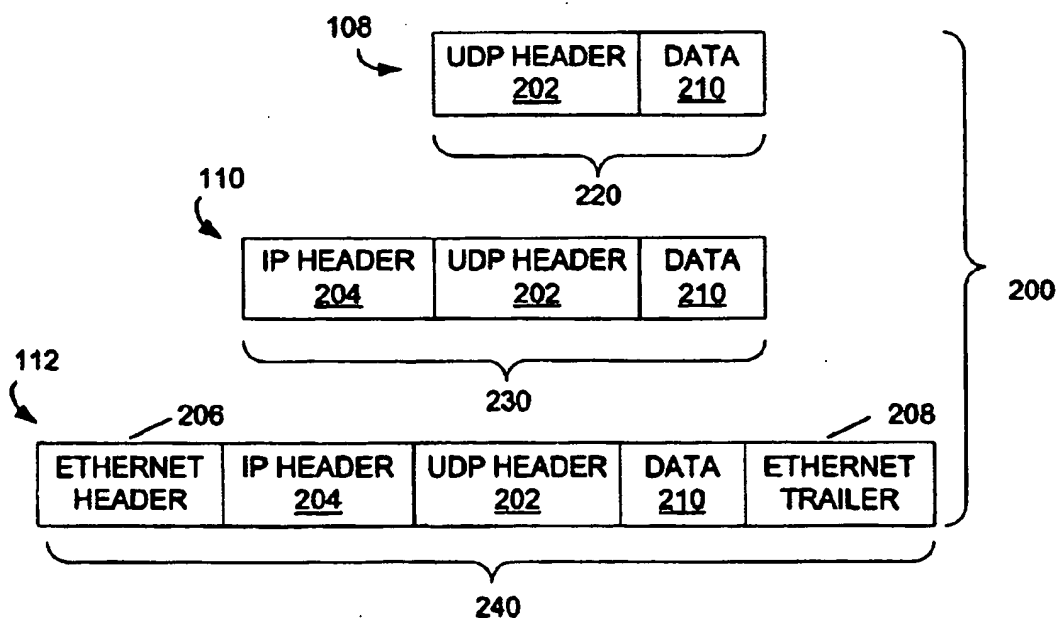 108
UDP HEADER DATA
202 210
220
110
IP HEADER UDP HEADER DATA
204 202 210
200
230
112
206 208
ETHERNET IP HEADER UDP HEADER DATA ETHERNET
HEADER 204 202 210 TRAILER
240